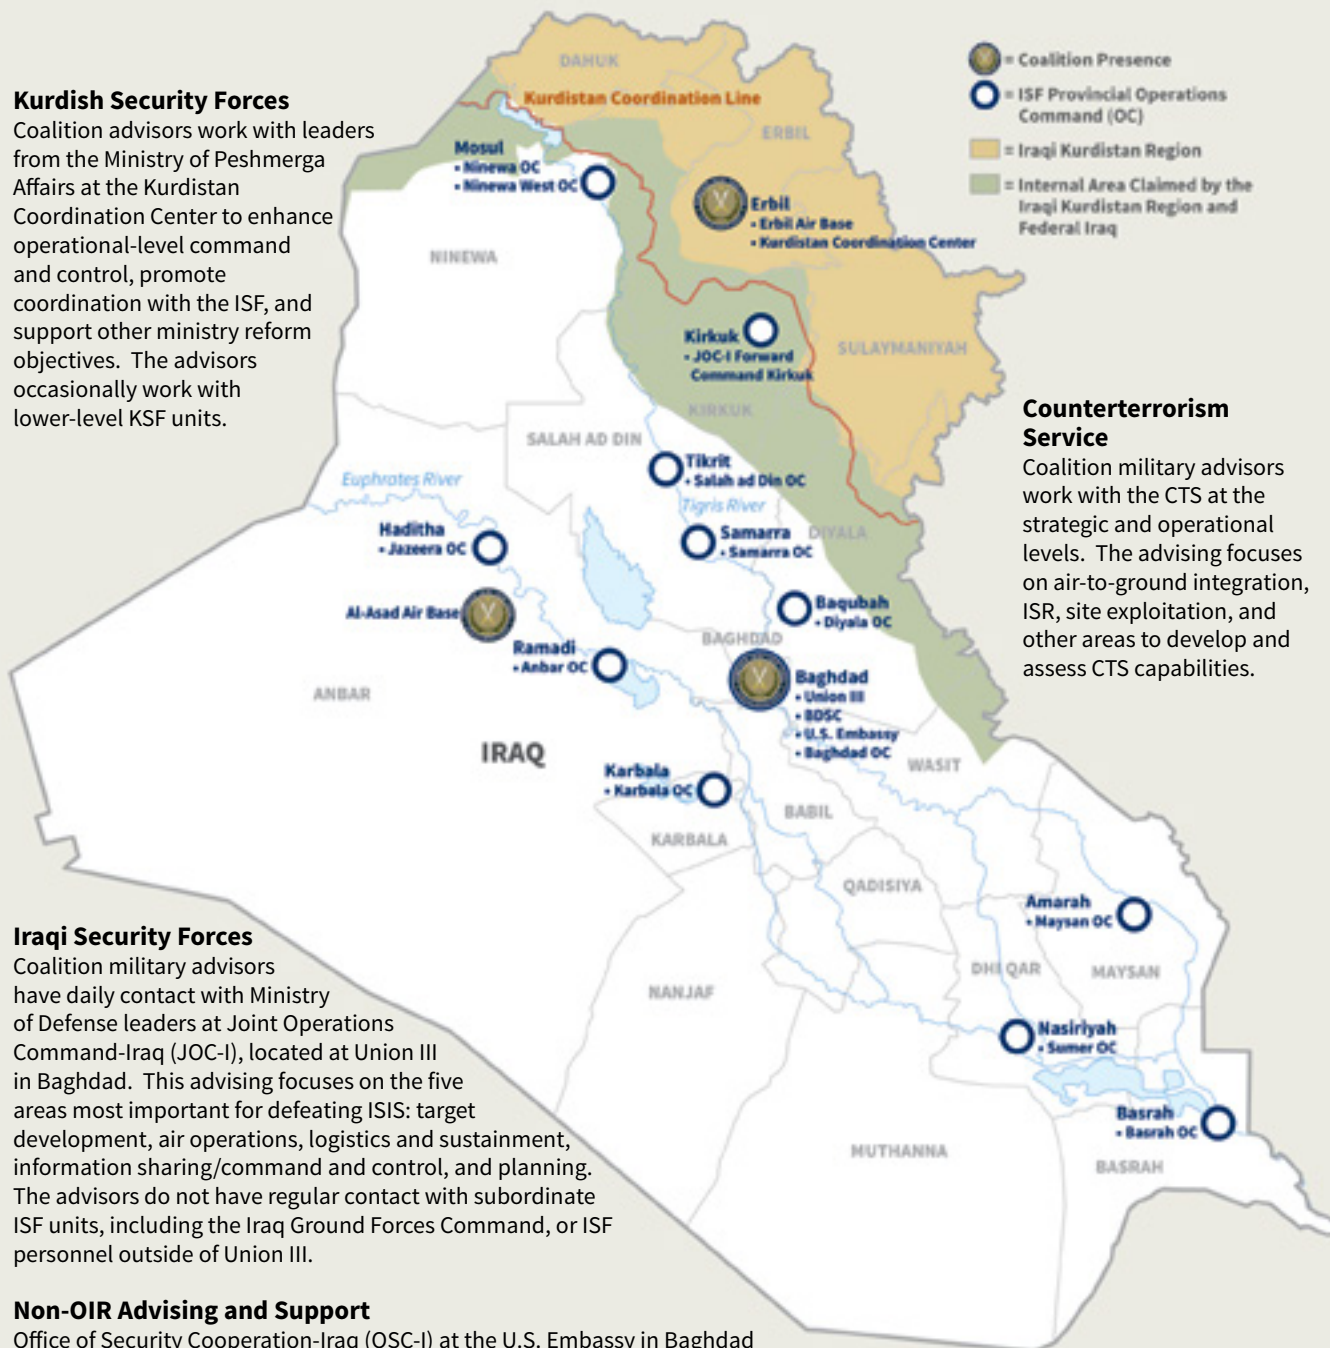 Kurdish Security Forces
Coalition advisors work with leaders
from the Ministry of Peshmerga
Affairs at the Kurdistan
Coordination Center to enhance
operational-level command
and control, promote
coordination with the ISF, and
support other ministry reform
objectives. The advisors
occasionally work with
lower-level KSF units.
= Coalition Presence
= ISF Provincial Operations
Command (OC)
= Iraqi Kurdistan Region
= Internal Area Claimed by the
Iraqi Kurdistan Region and
Federal Iraq
DAHUK
Kurdistan Coordination Line
ERBIL
Mosul
• Ninewa OC
• Ninewa West OC
Erbil
• Erbil Air Base
• Kurdistan Coordination Center
NINEWA
Kirkuk
• JOC-I Forward
Command Kirkuk
SULAYMANIYAH
KIRKUK
SALAH AD DIN
Tikrit
• Salah ad Din OC
Euphrates River
Tigris River
Haditha
• Jazeera OC
Samarra
• Samarra OC
DIYALA
Al-Asad Air Base
Baqubah
• Diyala OC
BAGHDAD
Ramadi
• Anbar OC
Baghdad
• Union III
• BDSC
• U.S. Embassy
• Baghdad OC
ANBAR
IRAQ
WASIT
Karbala
• Karbala OC
BABIL
KARBALA
QADISIYA
Amarah
• Maysan OC
DHI QAR
MAYSAN
NANJAF
Nasiriyah
• Sumer OC
Basrah
• Basrah OC
MUTHANNA
BASRAH
Counterterrorism
Service
Coalition military advisors
work with the CTS at the
strategic and operational
levels. The advising focuses
on air-to-ground integration,
ISR, site exploitation, and
other areas to develop and
assess CTS capabilities.
Iraqi Security Forces
Coalition military advisors
have daily contact with Ministry
of Defense leaders at Joint Operations
Command-Iraq (JOC-I), located at Union III
in Baghdad. This advising focuses on the five
areas most important for defeating ISIS: target
development, air operations, logistics and sustainment,
information sharing/command and control, and planning.
The advisors do not have regular contact with subordinate
ISF units, including the Iraq Ground Forces Command, or ISF
personnel outside of Union III.
Non-OIR Advising and Support
Office of Security Cooperation-Iraq (OSC-I) at the U.S. Embassy in Baghdad